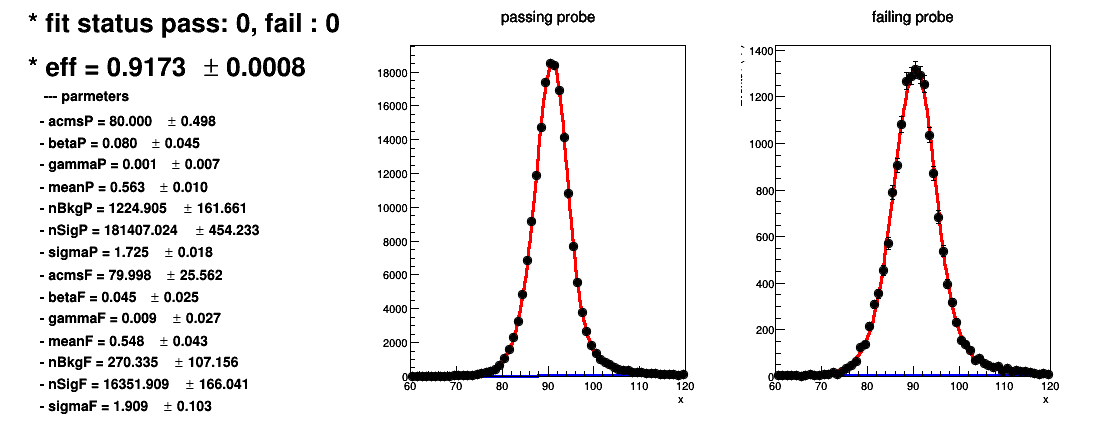 * fit status pass: 0, fail : 0
* eff = 0.9173 ± 0.0008
--- parmeters
- acmsP = 80.000 ± 0.498
- betaP = 0.080 ± 0.045
- gammaP = 0.001 ± 0.007
- meanP = 0.563 ± 0.010
- nBkgP = 1224.905 ± 161.661
- nSigP = 181407.024 ± 454.233
- sigmaP = 1.725 ± 0.018
- acmsF = 79.998 ± 25.562
- betaF = 0.045 ± 0.025
- gammaF = 0.009 ± 0.027
- meanF = 0.548 ± 0.043
- nBkgF = 270.335 ± 107.156
- nSigF = 16351.909 ± 166.041
- sigmaF = 1.909 ± 0.103
passing probe
18000
16000
14000
12000
10000
8000
6000
4000
2000
0
60 70 80 90 100 110 120
x
failing probe
1400
1200
1000
800
600
400
200
0
60 70 80 90 100 110 120
x